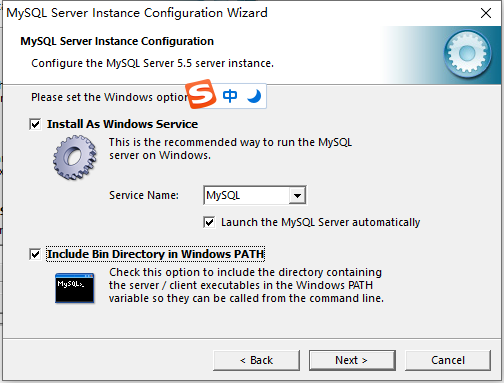 MySQL Server Instance Configuration Wizard
MySQL Server Instance Configuration
Configure the MySQL Server 5.5 server instance.
Please set the Windows option
S 中
Install As Windows Service
This is the recommended way to run the MySQL
server on Windows.
Service Name: MySQL
Launch the MySQL Server automatically
Include Bin Directory in Windows PATH
MySQL>_
Check this option to include the directory containing
the server / client executables in the Windows PATH
variable so they can be called from the command line.
< Back Next > Cancel